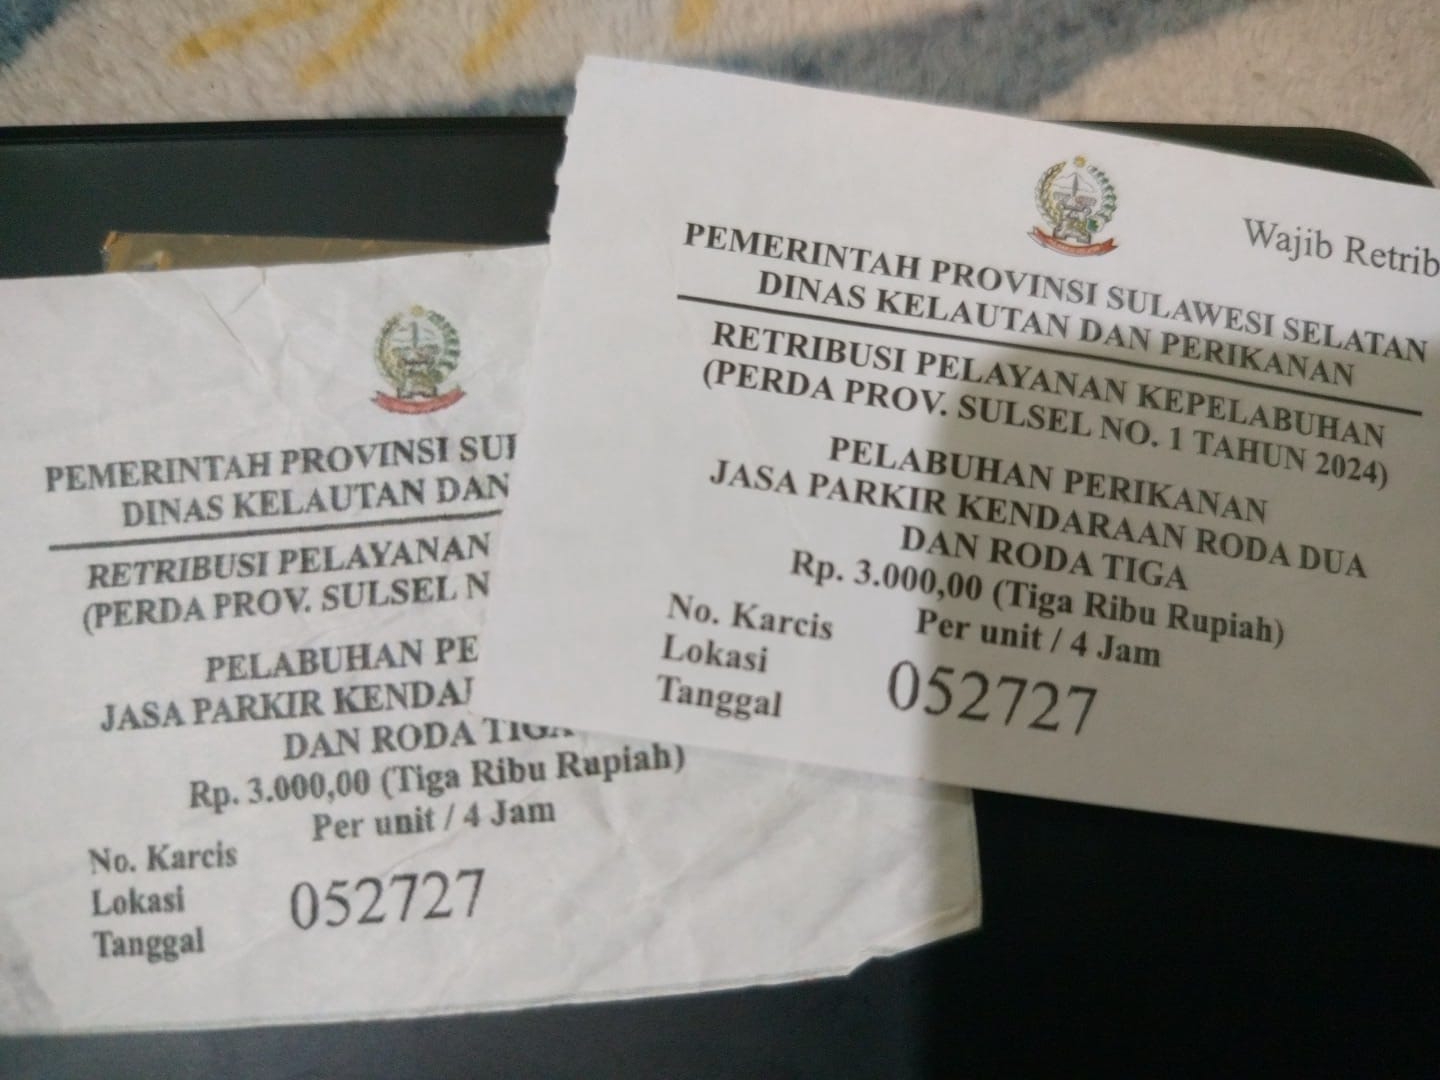 PEMERINTAH PROVINSI SUL
DINAS KELAUTAN DAN
RETRIBUSI PELAYANAN
(PERDA PROV. SULSEL N
PELABUHAN PE
JASA PARKIR KENDA
DAN RODA TIGA
Rp. 3.000,00 (Tiga Ribu Rupiah)
Per unit / 4 Jam
No. Karcis
Lokasi
Tanggal
052727
Wajib Retrib
PEMERINTAH PROVINSI SULAWESI SELATAN
DINAS KELAUTAN DAN PERIKANAN
RETRIBUSI PELAYANAN KEPELABUHAN
(PERDA PROV. SULSEL NO. 1 TAHUN 2024)
PELABUHAN PERIKANAN
JASA PARKIR KENDARAAN RODA DUA
DAN RODA TIGA
Rp. 3.000,00 (Tiga Ribu Rupiah)
Per unit / 4 Jam
No. Karcis
Lokasi
Tanggal
052727